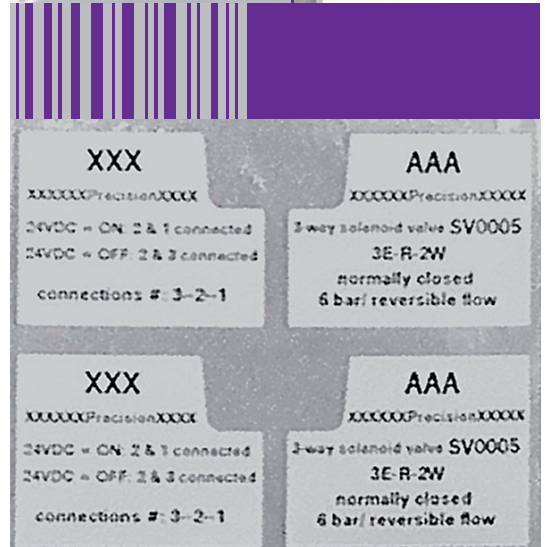 XXX
XXXXXXPrecisionXXXX
24VDC = ON: 2 & 1 connected
24VDC = OFF: 2 & 3 connected
connections #: 3-2-1
AAA
XXXXXXPrecisionXXXXX
3-way solenoid valve SV0005
3E-R-2W
normally closed
6 bar/ reversible flow
XXX
XXXXXXPrecisionXXXX
24VDC = ON: 2 & 1 connected
24VDC = OFF: 2 & 3 connected
connections #: 3-2-1
AAA
XXXXXXPrecisionXXXXX
3-way solenoid valve SV0005
3E-R-2W
normally closed
6 bar/ reversible flow